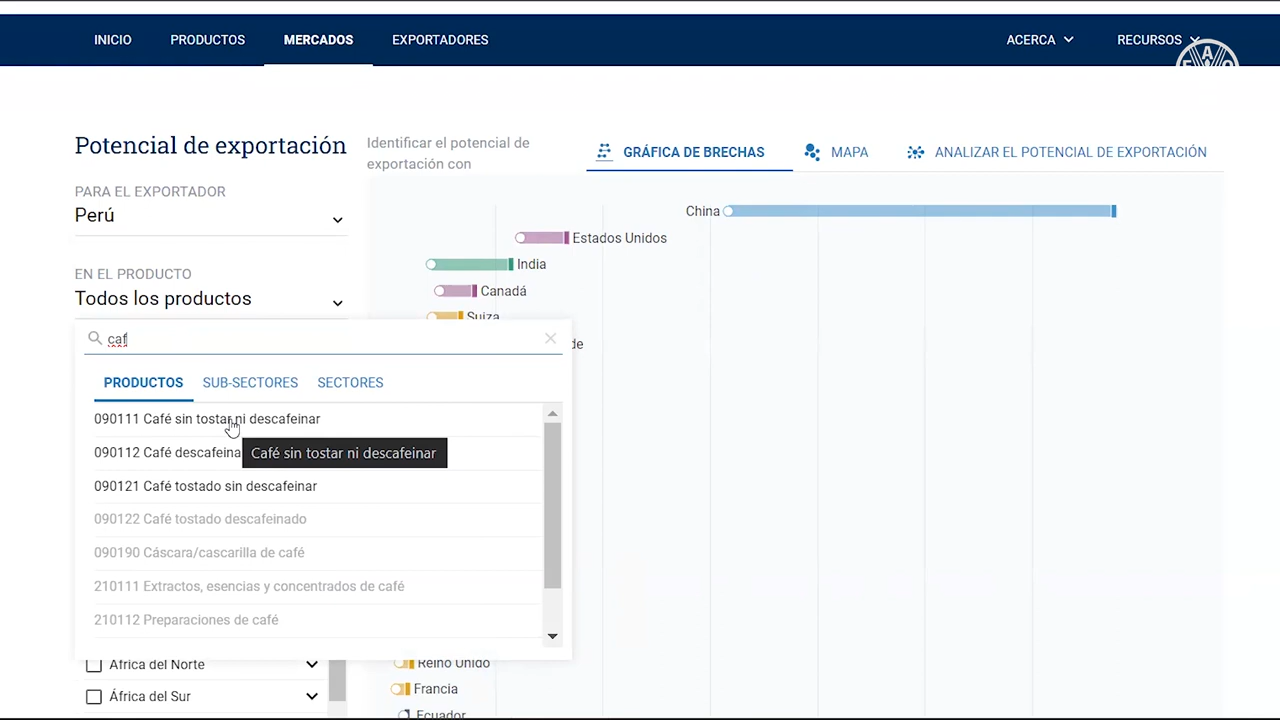 INICIO
PRODUCTOS
MERCADOS
EXPORTADORES
ACERCA
RECURSOS
FAO
Potencial de exportación
PARA EL EXPORTADOR
Perú
EN EL PRODUCTO
Todos los productos
caf
PRODUCTOS
SUB-SECTORES
SECTORES
090111 Café sin tostar ni descafeinar
090112 Café descafeina
Café sin tostar ni descafeinar
090121 Café tostado sin descafeinar
090122 Café tostado descafeinado
090190 Cáscara/cascarilla de café
210111 Extractos, esencias y concentrados de café
210112 Preparaciones de café
África del Norte
África del Sur
Identificar el potencial de
exportación con
GRÁFICA DE BRECHAS
MAPA
ANALIZAR EL POTENCIAL DE EXPORTACIÓN
China
Estados Unidos
India
Canadá
Suiza
de
Reino Unido
Francia
Ecuador